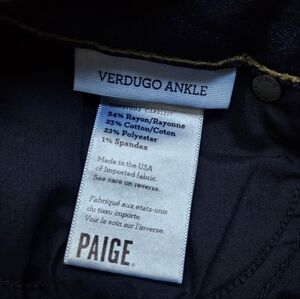 VERDUGO ANKLE
54% Rayon/Rayonne
23% Cotton/Coton
22% Polyester
1% Spandex
Made in the USA
of Imported fabric.
See care on reverse.
Fabriqué aux etats-unis
du tissu importe.
Voir le soin sur l'inverse.
PAIGE